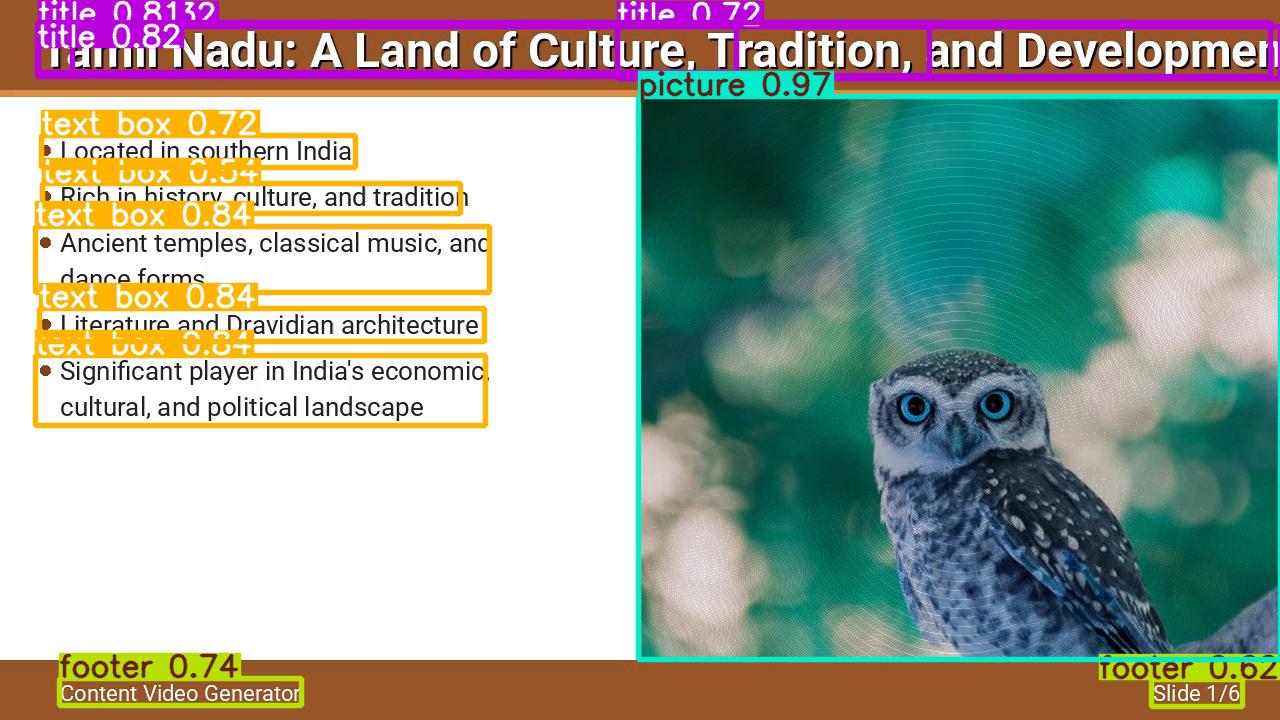 title 0.8132
title 0.72
title 0.82
Tamil Nadu: A Land of Culture, Tradition, and Developmen
picture 0.97
text box 0.72
Located in southern India
text box 0.54
Rich in history, culture, and tradition
text box 0.84
Ancient temples, classical music, and
dance forms
text box 0.84
Literature and Dravidian architecture
text box 0.84
Significant player in India's economic,
cultural, and political landscape
footer 0.74
footer 0.62
Content Video Generator
Slide 1/6